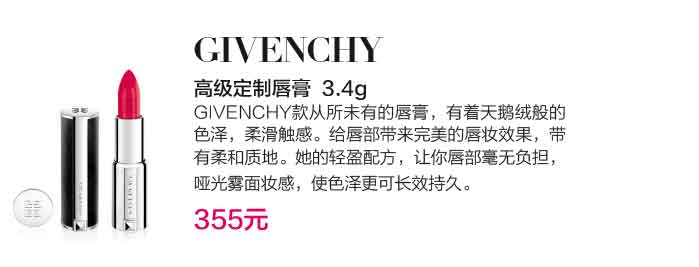 GIVENCHY
高级定制唇膏 3.4g
GIVENCHY款从所未有的唇膏，有着天鹅绒般的
色泽，柔滑触感。给唇部带来完美的唇妆效果，带
有柔和质地。她的轻盈配方，让你唇部毫无负担，
哑光雾面妆感，使色泽更可长效持久。
355元